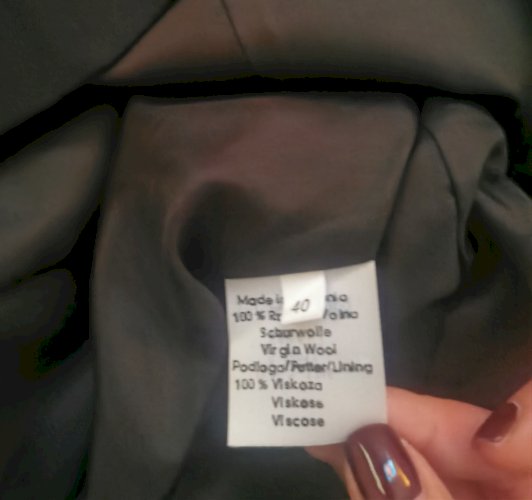 Made
40
100 %
Schurwolle
Virgin Wool
Podloga/Futter/Lining
100 % Viskoza
Viskose
Viscose